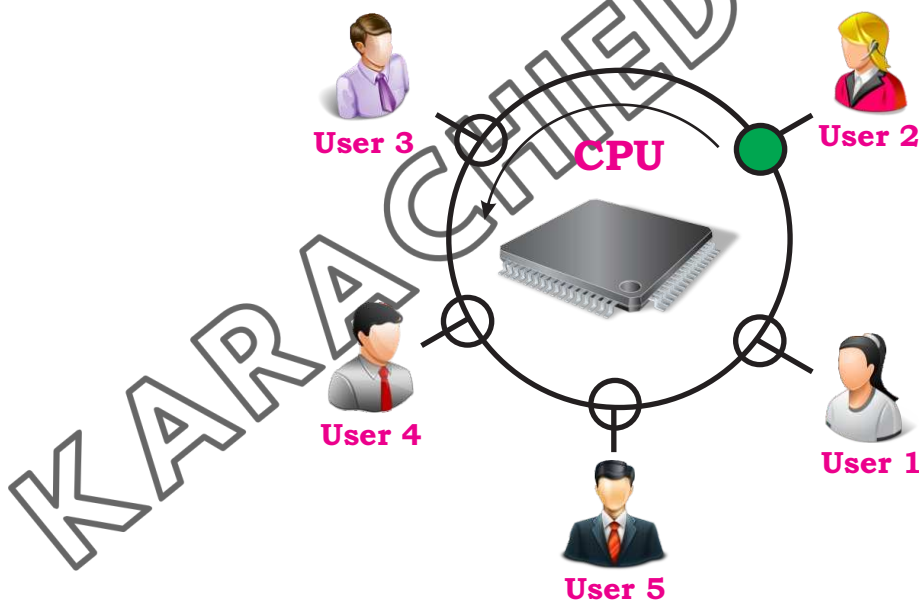 User 3
CPU
User 2
User 4
User 1
User 5
KARACHIED